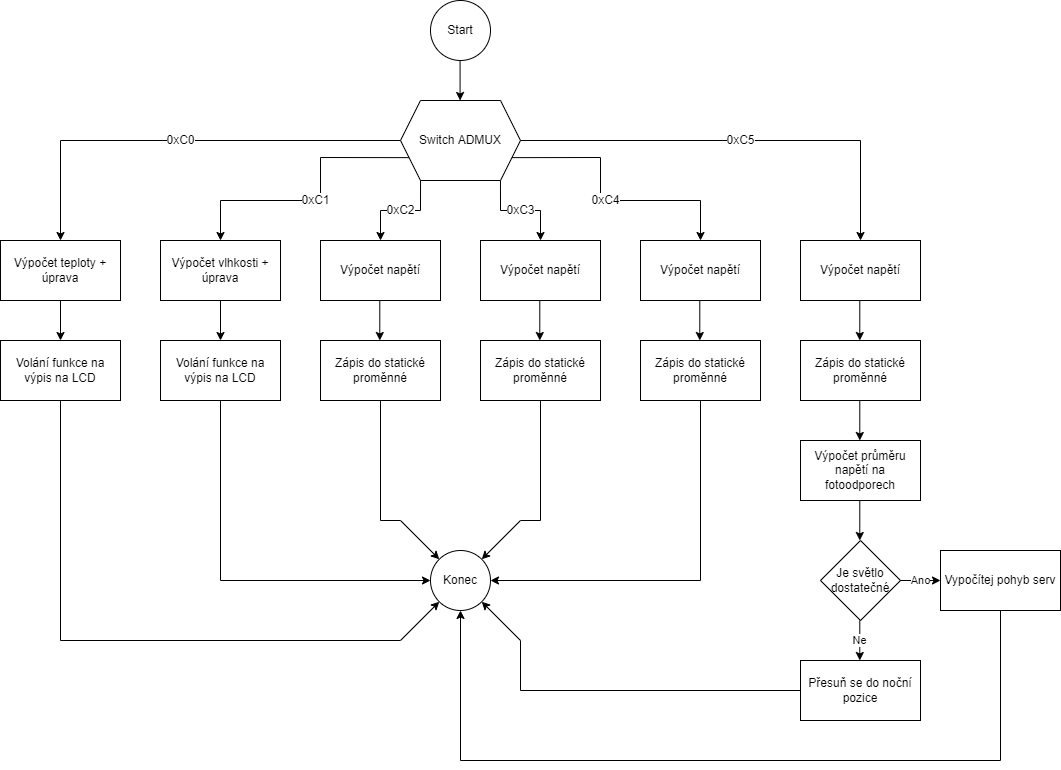 Start
Switch ADMUX
0xC0
0xC5
0xC1
0xC4
0xC2
0xC3
Výpočet teploty +
úprava
Výpočet vlhkosti +
úprava
Výpočet napětí
Výpočet napětí
Výpočet napětí
Výpočet napětí
Volání funkce na
výpis na LCD
Volání funkce na
výpis na LCD
Zápis do statické
proměnné
Zápis do statické
proměnné
Zápis do statické
proměnné
Zápis do statické
proměnné
Výpočet průměru
napětí na
fotoodporech
Konec
Je světlo
dostatečné
Ano
Vypočítej pohyb serv
Ne
Přesuň se do noční
pozice